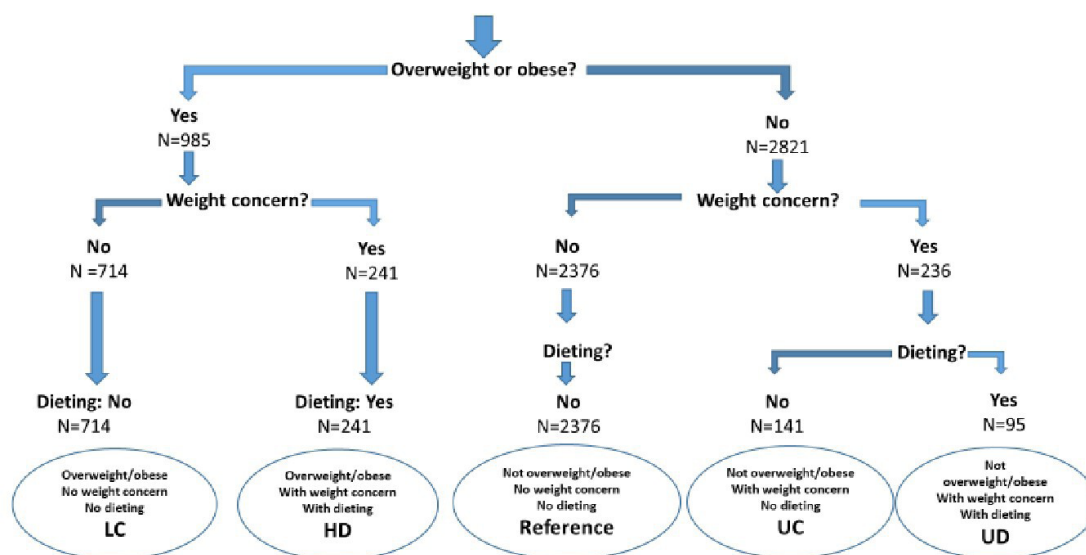 Overweight or obese?
Yes
N=985
No
N=2821
Weight concern?
Weight concern?
No
N =714
Yes
N=241
No
N=2376
Yes
N=236
Dieting?
Dieting?
Dieting: No
N=714
Dieting: Yes
N=241
No
N=2376
No
N=141
Yes
N=95
Overweight/obese
No weight concern
No dieting
LC
Overweight/obese
With weight concern
With dieting
HD
Not overweight/obese
No weight concern
No dieting
Reference
Not overweight/obese
With weight concern
No dieting
UC
Not
overweight/obese
With weight concern
With dieting
UD